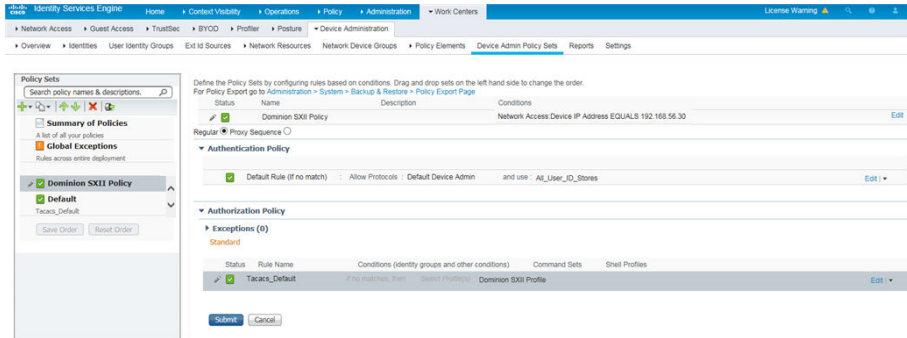 cisco Identity Services Engine Home Context Visibility Operations Policy Administration Work Centers License Warning
Network Access Guest Access TrustSec BYOD Profiler Posture Device Administration
Overview Identities User Identity Groups Ext Id Sources Network Resources Network Device Groups Policy Elements Device Admin Policy Sets Reports Settings
Policy Sets
Search policy names & descriptions.
Summary of Policies
A list of all your policies
Global Exceptions
Rules across entire deployment
Dominion SXII Policy
Default
Tacacs_Default
Save Order Reset Order
Define the Policy Sets by configuring rules based on conditions. Drag and drop sets on the left hand side to change the order.
For Policy Export go to Administration > System > Backup & Restore > Policy Export Page
Status Name Description Conditions
Dominion SXII Policy Network Access:Device IP Address EQUALS 192.168.56.30 Edit
Regular Proxy Sequence
Authentication Policy
Default Rule (If no match) : Allow Protocols : Default Device Admin and use : All_User_ID_Stores Edit |
Authorization Policy
Exceptions (0)
Standard
Status Rule Name Conditions (identity groups and other conditions) Command Sets Shell Profiles
Tacacs_Default if no matches, then Select Profile(s) Dominion SXII Profile Edit |
Submit Cancel